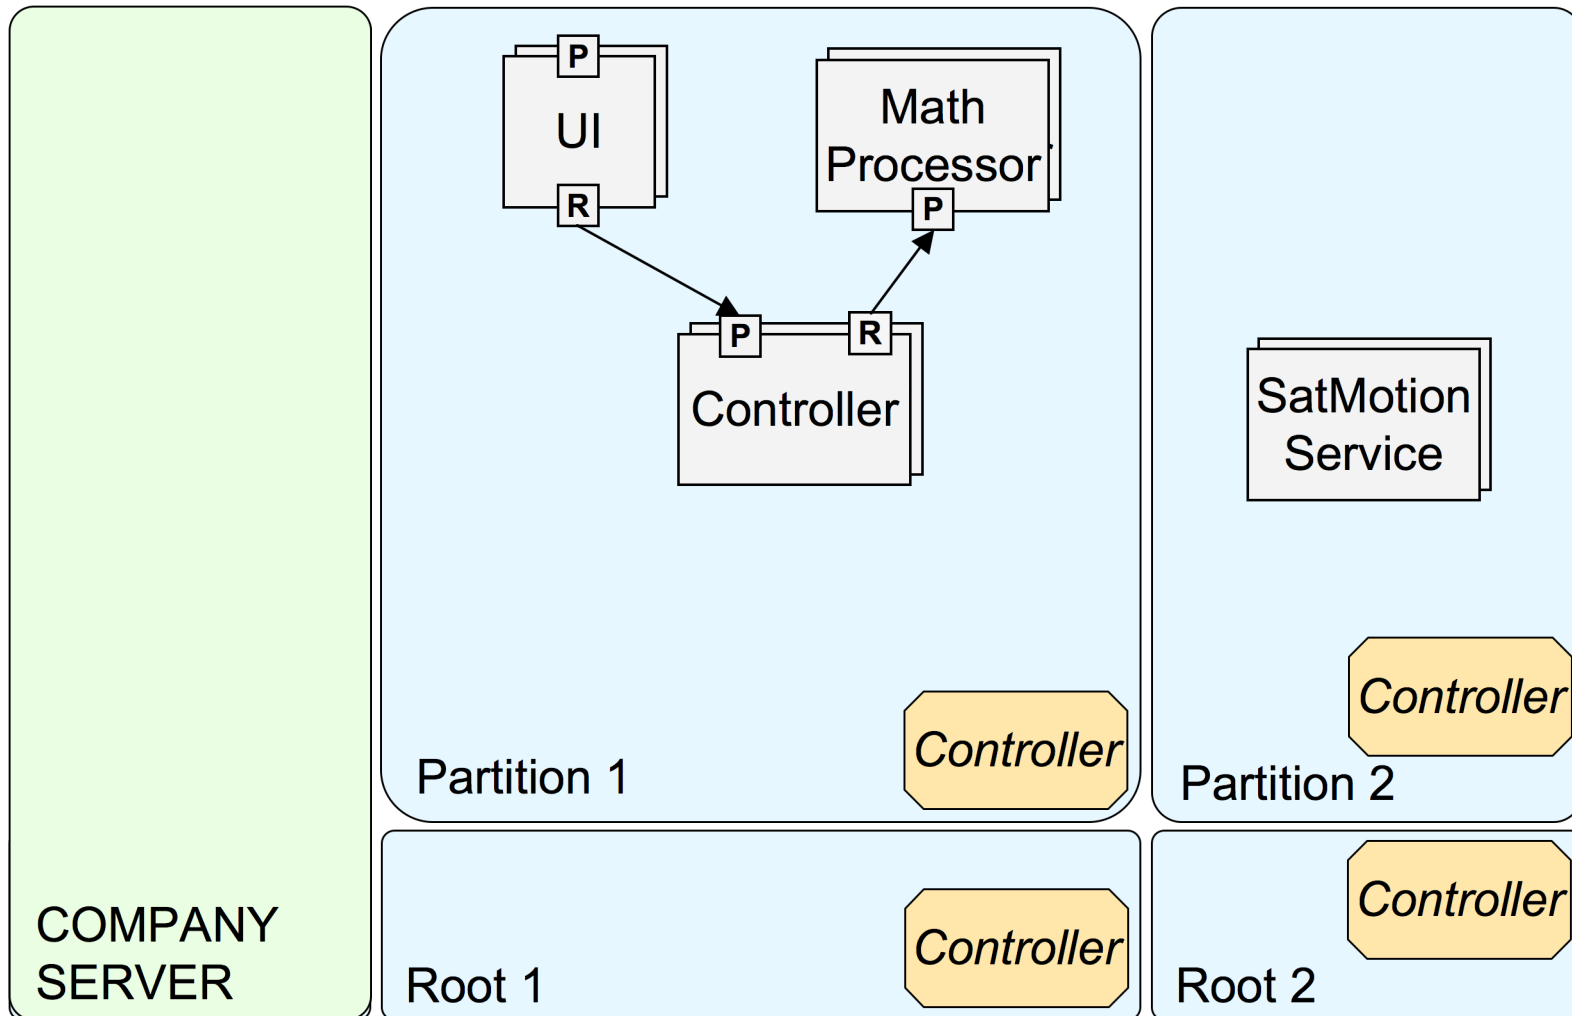 P
UI
R
Math
Processor
P
P
R
Controller
SatMotion
Service
Controller
Controller
Partition 1
Partition 2
COMPANY
SERVER
Controller
Root 1
Controller
Root 2